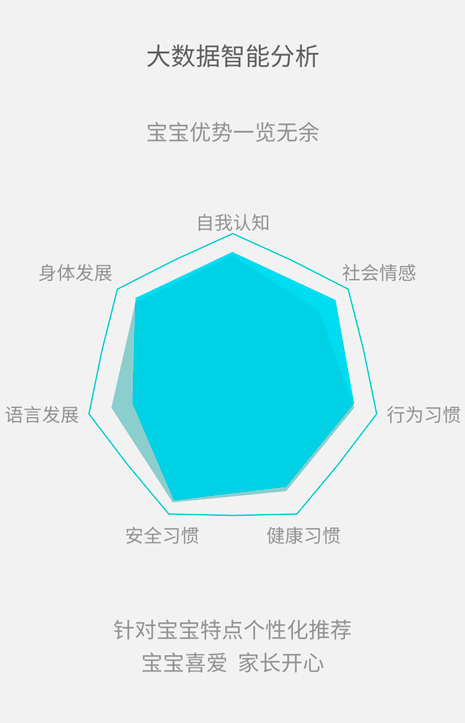 大数据智能分析
宝宝优势一览无余
自我认知
身体发展
社会情感
语言发展
行为习惯
安全习惯
健康习惯
针对宝宝特点个性化推荐
宝宝喜爱 家长开心